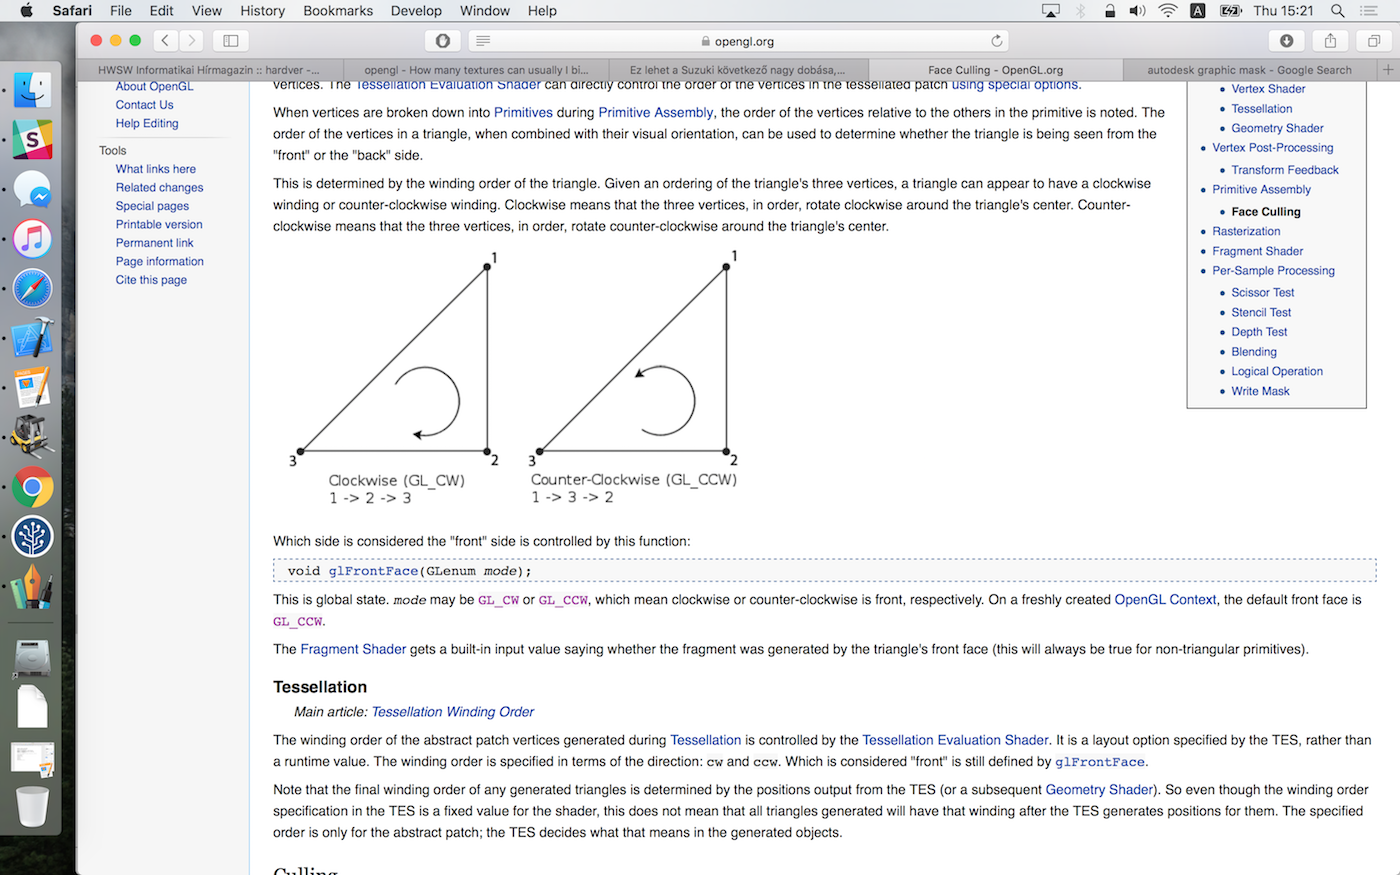 Safari File Edit View History Bookmarks Develop Window Help
A
Thu 15:21
opengl.org
HWSW Informatikai Hírmagazin :: hardver -...
opengl - How many textures can usually I bi...
Ez lehet a Suzuki következő nagy dobása,...
Face Culling - OpenGL.org
autodesk graphic mask - Google Search
About OpenGL
Contact Us
Help Editing
Tools
What links here
Related changes
Special pages
Printable version
Permanent link
Page information
Cite this page
vertices. The Tessellation Evaluation Shader can directly control the order of the vertices in the tessellated patch using special options.
When vertices are broken down into Primitives during Primitive Assembly, the order of the vertices relative to the others in the primitive is noted. The
order of the vertices in a triangle, when combined with their visual orientation, can be used to determine whether the triangle is being seen from the
"front" or the "back" side.
This is determined by the winding order of the triangle. Given an ordering of the triangle's three vertices, a triangle can appear to have a clockwise
winding or counter-clockwise winding. Clockwise means that the three vertices, in order, rotate clockwise around the triangle's center. Counter-
clockwise means that the three vertices, in order, rotate counter-clockwise around the triangle's center.
1
3
2
Clockwise (GL_CW)
1 -> 2 -> 3
1
3
2
Counter-Clockwise (GL_CCW)
1 -> 3 -> 2
Which side is considered the "front" side is controlled by this function:
void glFrontFace(GLenum mode);
This is global state. mode may be GL_CW or GL_CCW, which mean clockwise or counter-clockwise is front, respectively. On a freshly created OpenGL Context, the default front face is
GL_CCW.
The Fragment Shader gets a built-in input value saying whether the fragment was generated by the triangle's front face (this will always be true for non-triangular primitives).
Tessellation
Main article: Tessellation Winding Order
The winding order of the abstract patch vertices generated during Tessellation is controlled by the Tessellation Evaluation Shader. It is a layout option specified by the TES, rather than
a runtime value. The winding order is specified in terms of the direction: cw and ccw. Which is considered "front" is still defined by glFrontFace.
Note that the final winding order of any generated triangles is determined by the positions output from the TES (or a subsequent Geometry Shader). So even though the winding order
specification in the TES is a fixed value for the shader, this does not mean that all triangles generated will have that winding after the TES generates positions for them. The specified
order is only for the abstract patch; the TES decides what that means in the generated objects.
Culling
Vertex Shader
Tessellation
Geometry Shader
Vertex Post-Processing
Transform Feedback
Primitive Assembly
Face Culling
Rasterization
Fragment Shader
Per-Sample Processing
Scissor Test
Stencil Test
Depth Test
Blending
Logical Operation
Write Mask